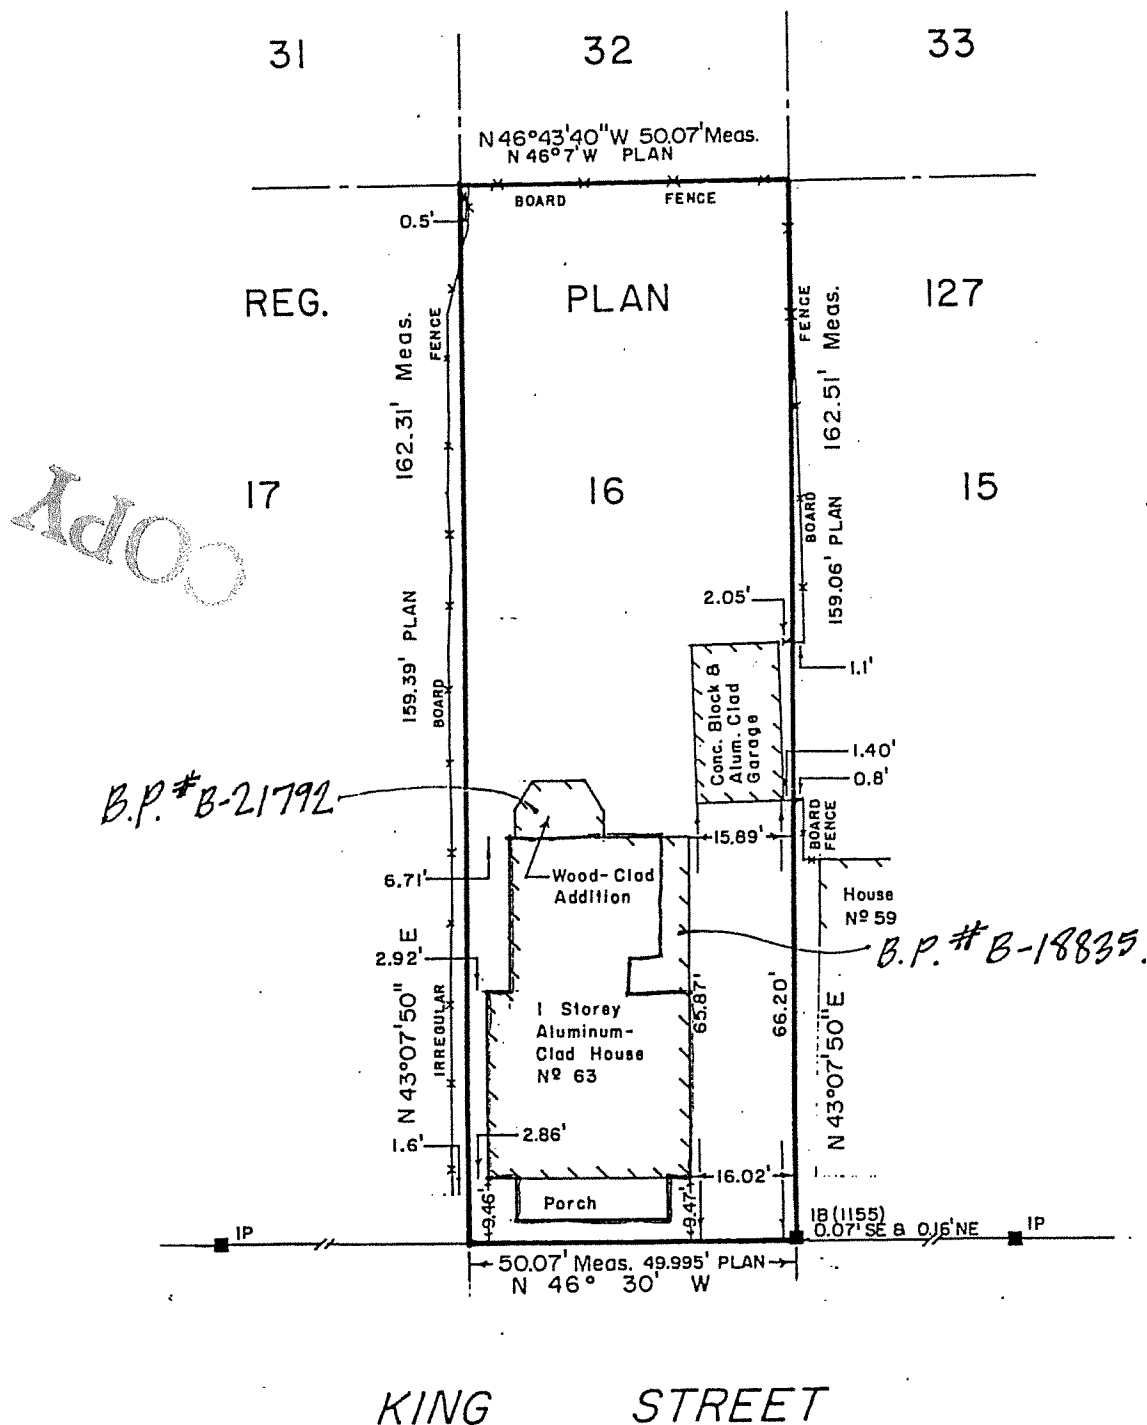 31 32 33
N 46°43'40" W 50.07' Meas.
N 46°7' W PLAN
BOARD FENCE
0.5'
REG. PLAN 127
FENCE
FENCE
162.31' Meas.
162.51' Meas.
17 16 15
COPY
BOARD
159.39' PLAN
159.06' PLAN
BOARD
2.05'
1.1'
Conc. Block &
Alum. Clad
Garage
1.40'
0.8'
B.P. # B-21792
BOARD
FENCE
15.89'
6.71'
Wood-Clad
Addition
House
Nº 59
B.P. # B-18835.
2.92'
N 43°07'50" E
IRREGULAR
1 Storey
Aluminum-
Clad House
Nº 63
65.87'
66.20'
N 43°07'50" E
2.86'
1.6'
16.02'
9.46'
Porch
9.47'
IP
IB (1155)
0.07' SE & 0.16' NE
IP
50.07' Meas. 49.995' PLAN
N 46° 30' W
KING STREET